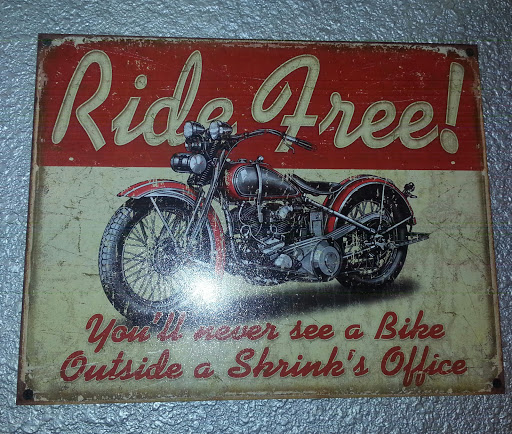 Ride Free!
You'll never see a Bike
Outside a Shrink's Office